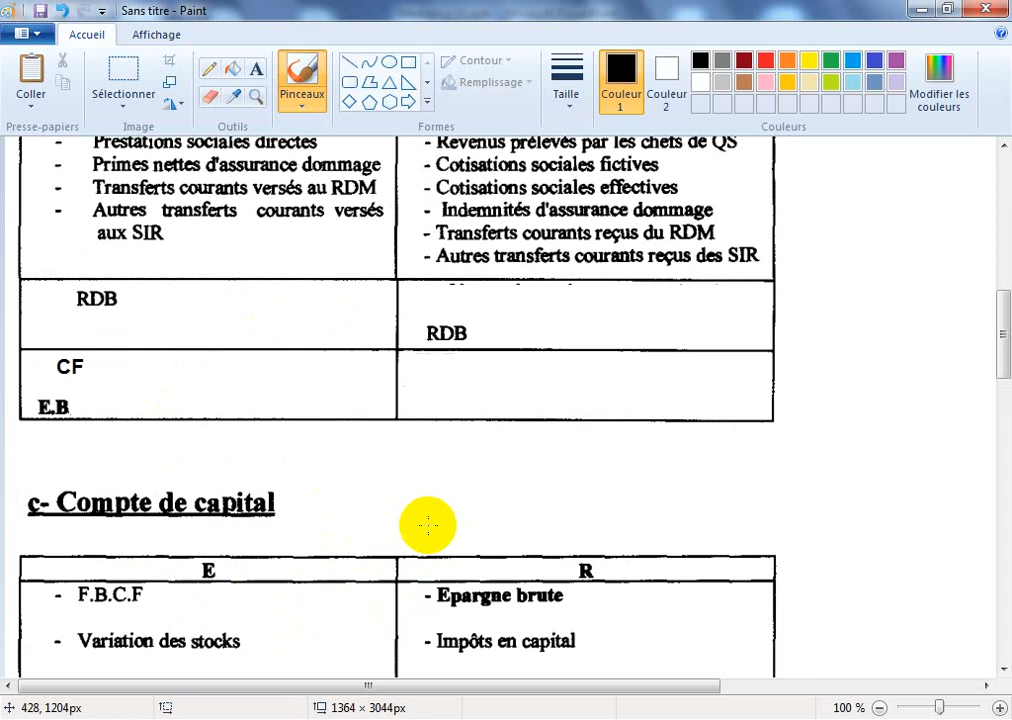 Sans titre - Paint
Accueil
Affichage
Coller
Sélectionner
Pinceaux
Contour
Remplissage
Taille
Couleur 1
Couleur 2
Modifier les couleurs
Presse-papiers
Image
Outils
Formes
Couleurs
- Prestations sociales directes
- Primes nettes d'assurance dommage
- Transferts courants versés au RDM
- Autres transferts courants versés
aux SIR
- Revenus prélevés par les chefs de QS
- Cotisations sociales fictives
- Cotisations sociales effectives
- Indemnités d'assurance dommage
- Transferts courants reçus du RDM
- Autres transferts courants reçus des SIR
RDB
RDB
CF
E.B
c- Compte de capital
E
R
- F.B.C.F
- Epargne brute
- Variation des stocks
- Impôts en capital
428, 1204px
1364 × 3044px
100 %